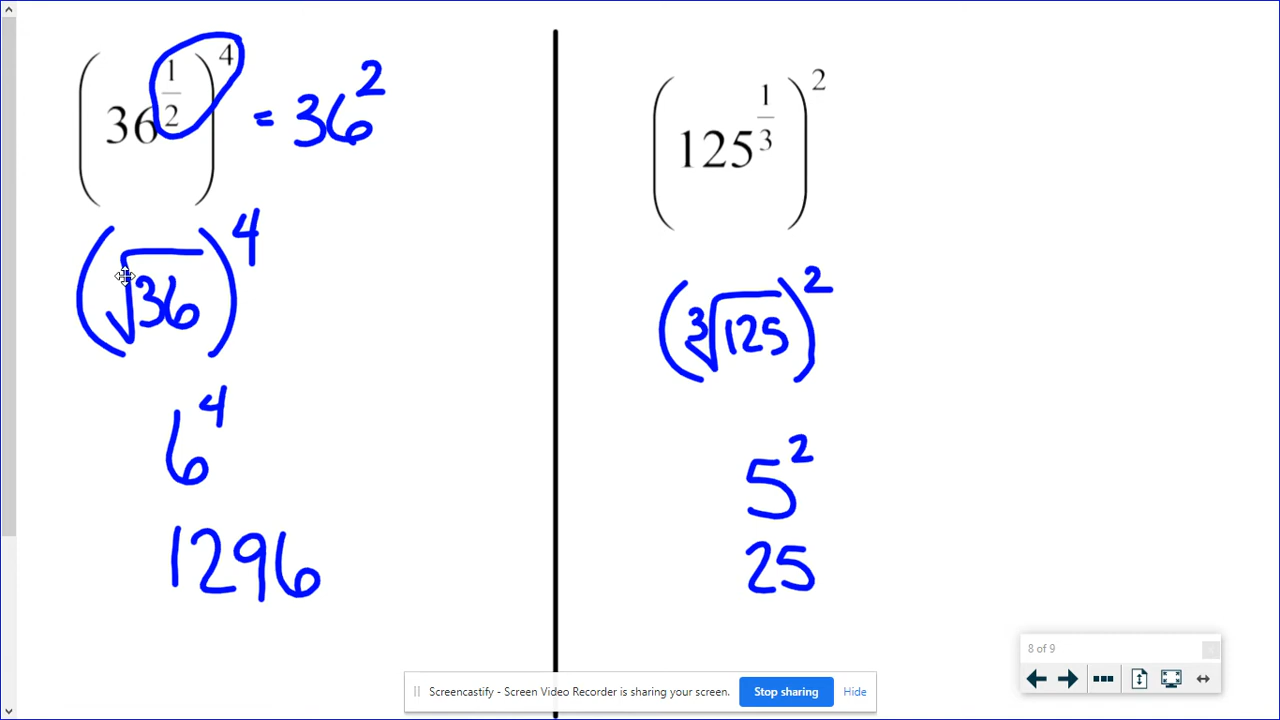 (36^{1/2})^4 = 36^2
(√36)^4
6^4
1296
(125^{1/3})^2
(∛125)^2
5^2
25
8 of 9
Screencastify - Screen Video Recorder is sharing your screen. Stop sharing Hide